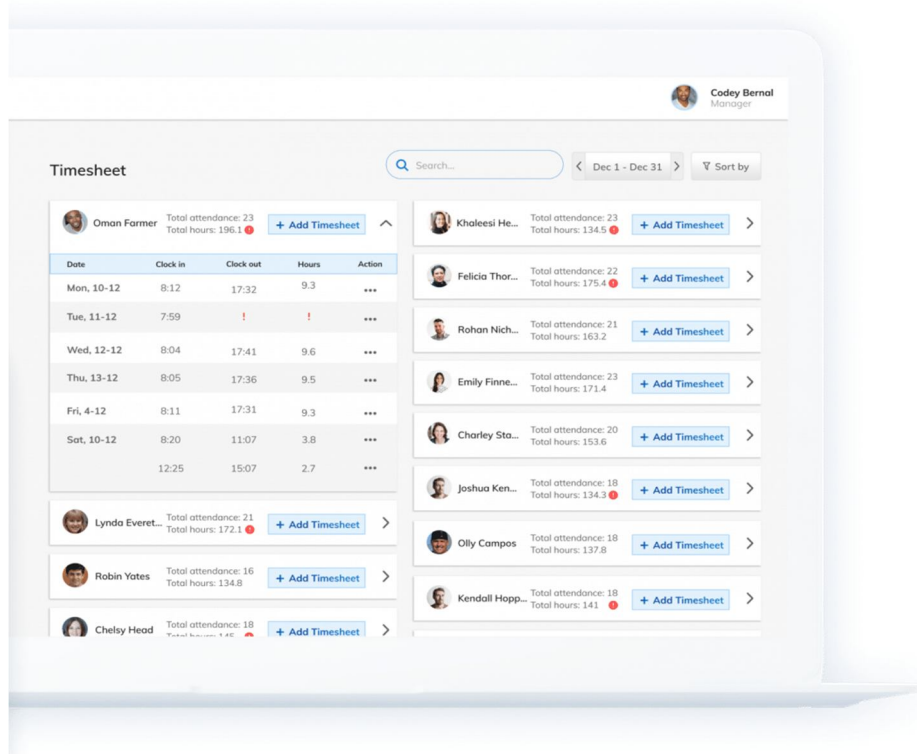 Codey Bernal
Manager
Timesheet
Search...
Dec 1 - Dec 31
Sort by
Oman Farmer
Total attendance: 23
Total hours: 196.1
+ Add Timesheet
Date Clock in Clock out Hours Action
Mon, 10-12 8:12 17:32 9.3 •••
Tue, 11-12 7:59 ! ! •••
Wed, 12-12 8:04 17:41 9.6 •••
Thu, 13-12 8:05 17:36 9.5 •••
Fri, 4-12 8:11 17:31 9.3 •••
Sat, 10-12 8:20 11:07 3.8 •••
12:25 15:07 2.7 •••
Lynda Everet...
Total attendance: 21
Total hours: 172.1
+ Add Timesheet
Robin Yates
Total attendance: 16
Total hours: 134.8
+ Add Timesheet
Chelsy Head
Total attendance: 18
Total hours: 145
+ Add Timesheet
Khaleesi He...
Total attendance: 23
Total hours: 134.5
+ Add Timesheet
Felicia Thor...
Total attendance: 22
Total hours: 175.4
+ Add Timesheet
Rohan Nich...
Total attendance: 21
Total hours: 163.2
+ Add Timesheet
Emily Finne...
Total attendance: 23
Total hours: 171.4
+ Add Timesheet
Charley Sta...
Total attendance: 20
Total hours: 153.6
+ Add Timesheet
Joshua Ken...
Total attendance: 18
Total hours: 134.3
+ Add Timesheet
Olly Campos
Total attendance: 18
Total hours: 137.8
+ Add Timesheet
Kendall Hopp...
Total attendance: 18
Total hours: 141
+ Add Timesheet